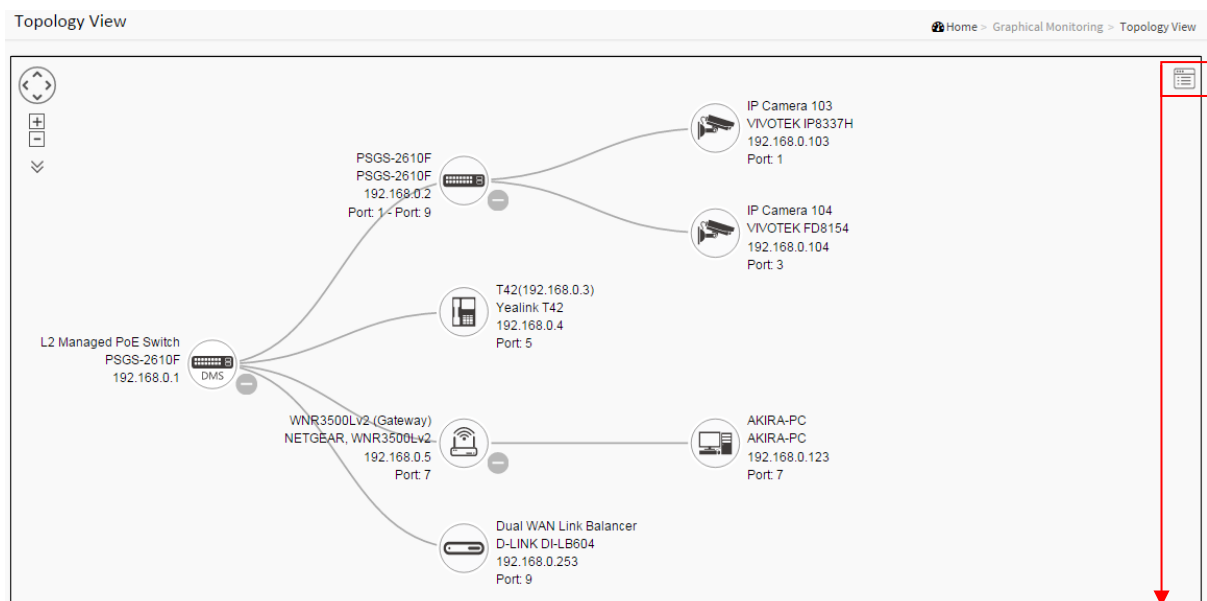 Topology View
Home > Graphical Monitoring > Topology View
IP Camera 103
VIVOTEK IP8337H
192.168.0.103
Port: 1
PSGS-2610F
PSGS-2610F
192.168.0.2
Port: 1 - Port: 9
IP Camera 104
VIVOTEK FD8154
192.168.0.104
Port: 3
T42(192.168.0.3)
Yealink T42
192.168.0.4
Port: 5
L2 Managed PoE Switch
PSGS-2610F
192.168.0.1
DMS
WNR3500Lv2 (Gateway)
NETGEAR, WNR3500Lv2
192.168.0.5
Port: 7
AKIRA-PC
AKIRA-PC
192.168.0.123
Port: 7
Dual WAN Link Balancer
D-LINK DI-LB604
192.168.0.253
Port: 9